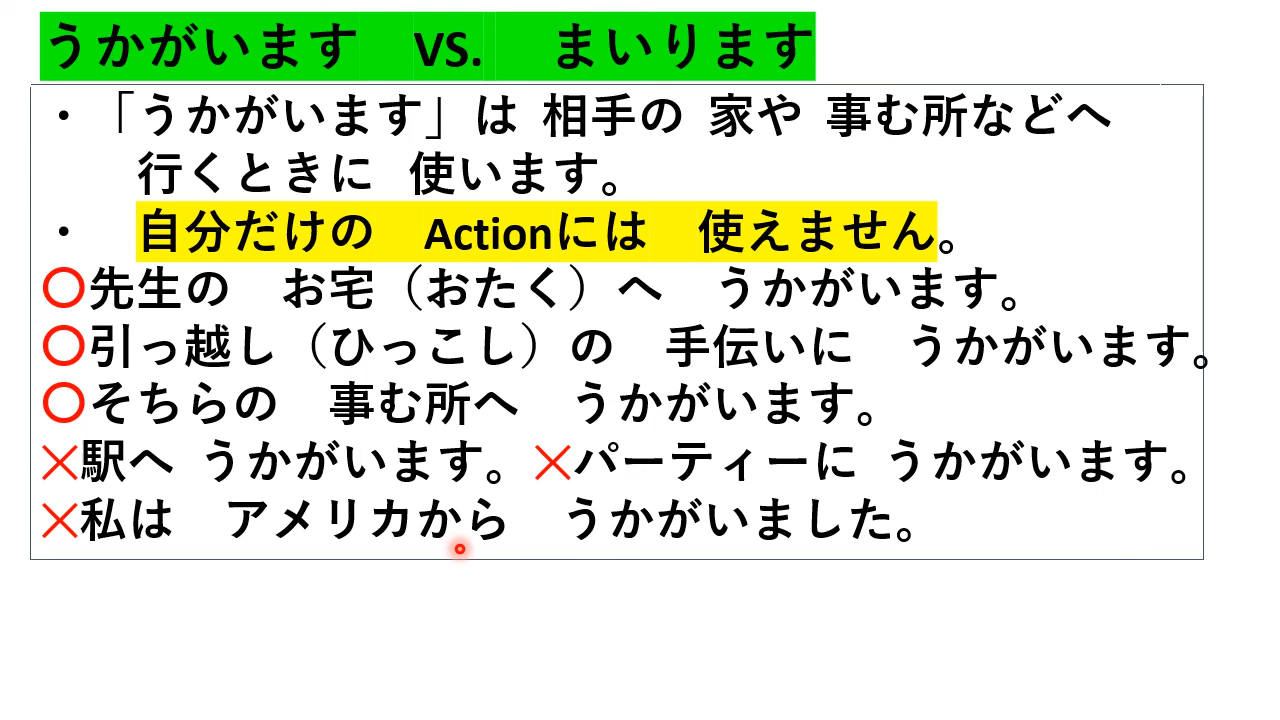 うかがいます　VS.　まいります
・「うかがいます」は 相手の 家や 事む所などへ
行くときに 使います。
・　自分だけの　Actionには　使えません。
〇先生の　お宅（おたく）へ　うかがいます。
〇引っ越し（ひっこし）の　手伝いに　うかがいます。
〇そちらの　事む所へ　うかがいます。
×駅へ うかがいます。×パーティーに うかがいます。
×私は　アメリカから　うかがいました。